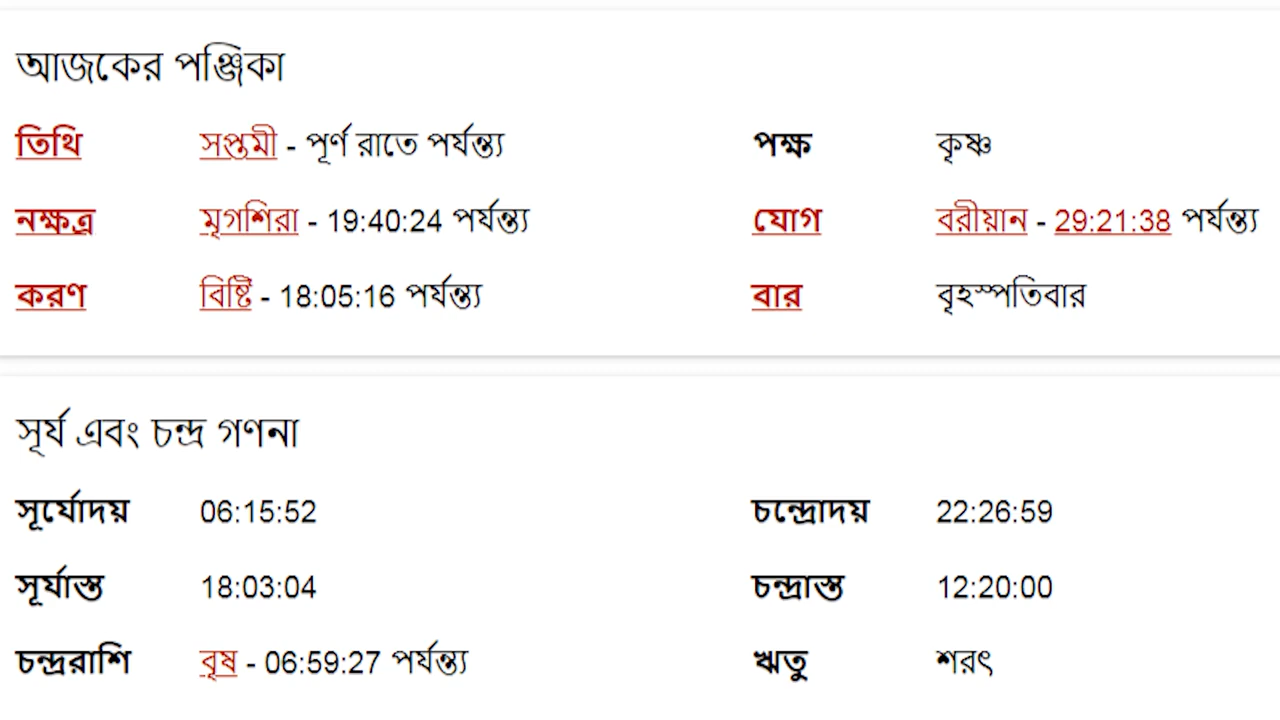 আজকের পঞ্জিকা
তিথি সপ্তমী - পূর্ণ রাতে পর্যন্ত্য পক্ষ কৃষ্ণ
নক্ষত্র মৃগশিরা - 19:40:24 পর্যন্ত্য যোগ বরীয়ান - 29:21:38 পর্যন্ত্য
করণ বিষ্টি - 18:05:16 পর্যন্ত্য বার বৃহস্পতিবার
সূর্য এবং চন্দ্র গণনা
সূর্যোদয় 06:15:52 চন্দ্রোদয় 22:26:59
সূর্যাস্ত 18:03:04 চন্দ্রাস্ত 12:20:00
চন্দ্ররাশি বৃষ - 06:59:27 পর্যন্ত্য ঋতু শরৎ